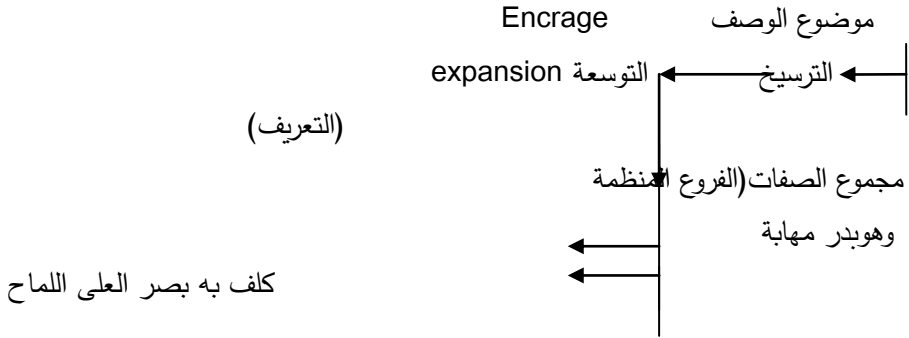 موضوع الوصف Encrage
الترسيخ التوسعة expansion
(التعريف)
مجموع الصفات(الفروع المنظمة
وهوبدر مهابة
كلف به بصر العلى اللماح